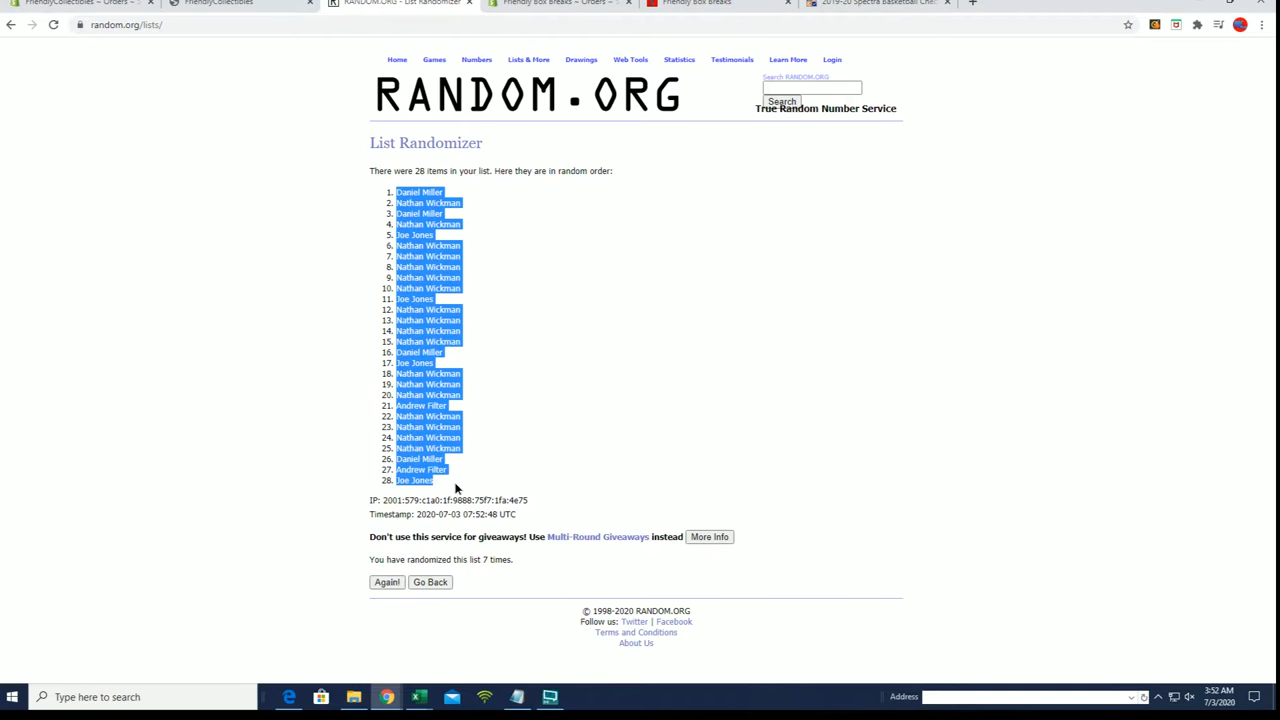 FriendlyCollectibles ~ Orders ~ S
FriendlyCollectibles
RANDOM.ORG - List Randomizer
Friendly Box Breaks ~ Orders ~ S
Friendly Box Breaks
2019-20 Spectra Basketball Chec
random.org/lists/
Home Games Numbers Lists & More Drawings Web Tools Statistics Testimonials Learn More Login
RANDOM.ORG
Search RANDOM.ORG
Search
True Random Number Service
List Randomizer
There were 28 items in your list. Here they are in random order:
1. Daniel Miller
2. Nathan Wickman
3. Daniel Miller
4. Nathan Wickman
5. Joe Jones
6. Nathan Wickman
7. Nathan Wickman
8. Nathan Wickman
9. Nathan Wickman
10. Nathan Wickman
11. Joe Jones
12. Nathan Wickman
13. Nathan Wickman
14. Nathan Wickman
15. Nathan Wickman
16. Daniel Miller
17. Joe Jones
18. Nathan Wickman
19. Nathan Wickman
20. Nathan Wickman
21. Andrew Filter
22. Nathan Wickman
23. Nathan Wickman
24. Nathan Wickman
25. Nathan Wickman
26. Daniel Miller
27. Andrew Filter
28. Joe Jones
IP: 2001:579:c1a0:1f:9888:75f7:1fa:4e75
Timestamp: 2020-07-03 07:52:48 UTC
Don't use this service for giveaways! Use Multi-Round Giveaways instead More Info
You have randomized this list 7 times.
Again! Go Back
© 1998-2020 RANDOM.ORG
Follow us: Twitter | Facebook
Terms and Conditions
About Us
Type here to search
Address
3:52 AM
7/3/2020